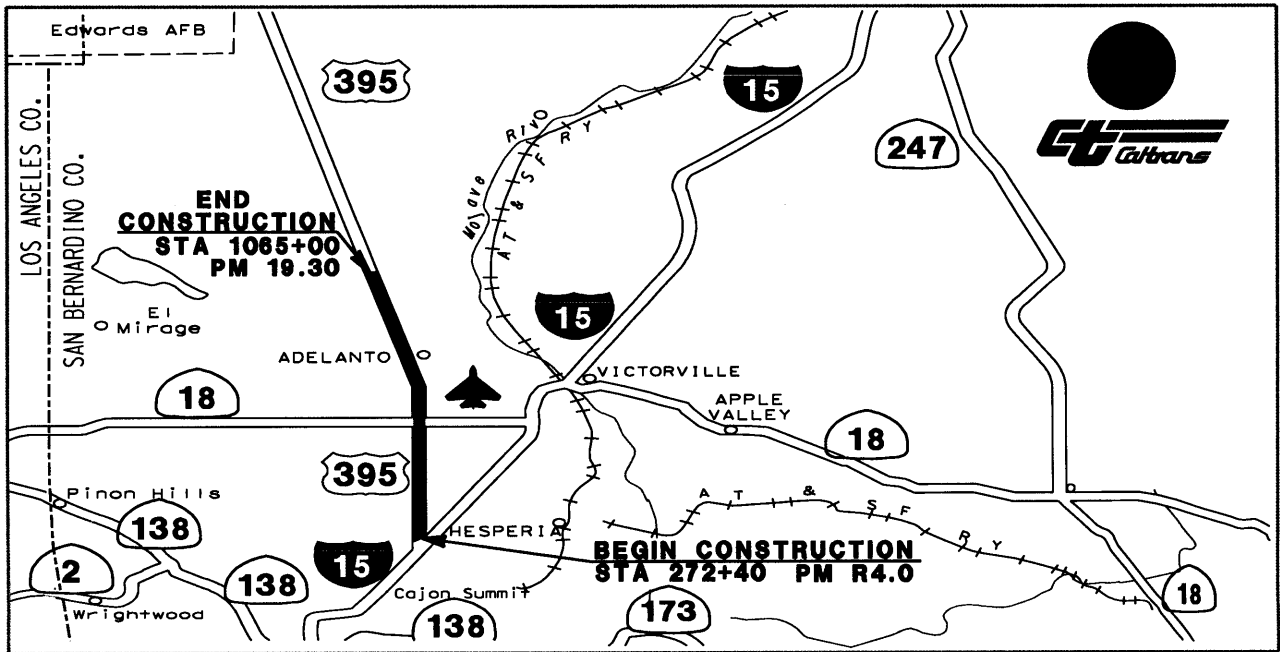 Edwards AFB
LOS ANGELES CO.
SAN BERNARDINO CO.
395
15
247
Caltrans
Mojave
Rivo
AT & SF RY
END
CONSTRUCTION
STA 1065+00
PM 19.30
El
Mirage
15
ADELANTO
VICTORVILLE
18
APPLE
VALLEY
18
395
Pinon Hills
138
AT & SF RY
HESPERIA
BEGIN CONSTRUCTION
STA 272+40 PM R4.0
15
2
138
Cajon Summit
Wrightwood
138
173
18